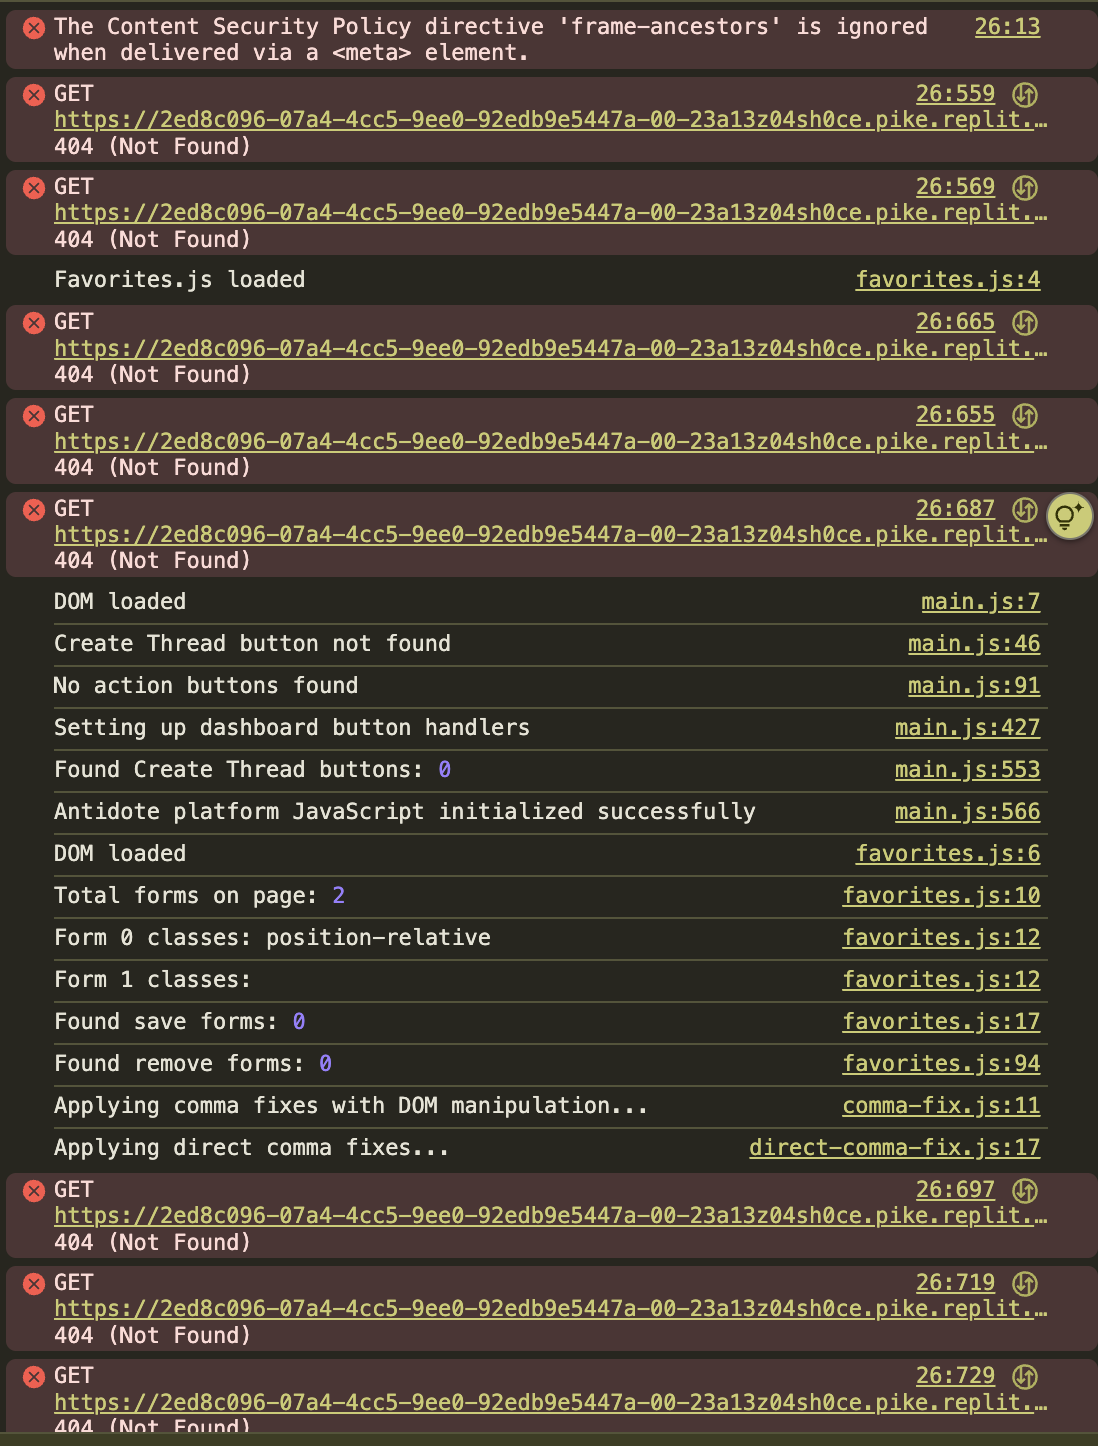 The Content Security Policy directive 'frame-ancestors' is ignored 26:13
when delivered via a <meta> element.
GET 26:559
https://2ed8c096-07a4-4cc5-9ee0-92edb9e5447a-00-23a13z04sh0ce.pike.replit.…
404 (Not Found)
GET 26:569
https://2ed8c096-07a4-4cc5-9ee0-92edb9e5447a-00-23a13z04sh0ce.pike.replit.…
404 (Not Found)
Favorites.js loaded favorites.js:4
GET 26:665
https://2ed8c096-07a4-4cc5-9ee0-92edb9e5447a-00-23a13z04sh0ce.pike.replit.…
404 (Not Found)
GET 26:655
https://2ed8c096-07a4-4cc5-9ee0-92edb9e5447a-00-23a13z04sh0ce.pike.replit.…
404 (Not Found)
GET 26:687
https://2ed8c096-07a4-4cc5-9ee0-92edb9e5447a-00-23a13z04sh0ce.pike.replit.…
404 (Not Found)
DOM loaded main.js:7
Create Thread button not found main.js:46
No action buttons found main.js:91
Setting up dashboard button handlers main.js:427
Found Create Thread buttons: 0 main.js:553
Antidote platform JavaScript initialized successfully main.js:566
DOM loaded favorites.js:6
Total forms on page: 2 favorites.js:10
Form 0 classes: position-relative favorites.js:12
Form 1 classes: favorites.js:12
Found save forms: 0 favorites.js:17
Found remove forms: 0 favorites.js:94
Applying comma fixes with DOM manipulation... comma-fix.js:11
Applying direct comma fixes... direct-comma-fix.js:17
GET 26:697
https://2ed8c096-07a4-4cc5-9ee0-92edb9e5447a-00-23a13z04sh0ce.pike.replit.…
404 (Not Found)
GET 26:719
https://2ed8c096-07a4-4cc5-9ee0-92edb9e5447a-00-23a13z04sh0ce.pike.replit.…
404 (Not Found)
GET 26:729
https://2ed8c096-07a4-4cc5-9ee0-92edb9e5447a-00-23a13z04sh0ce.pike.replit.…
404 (Not Found)